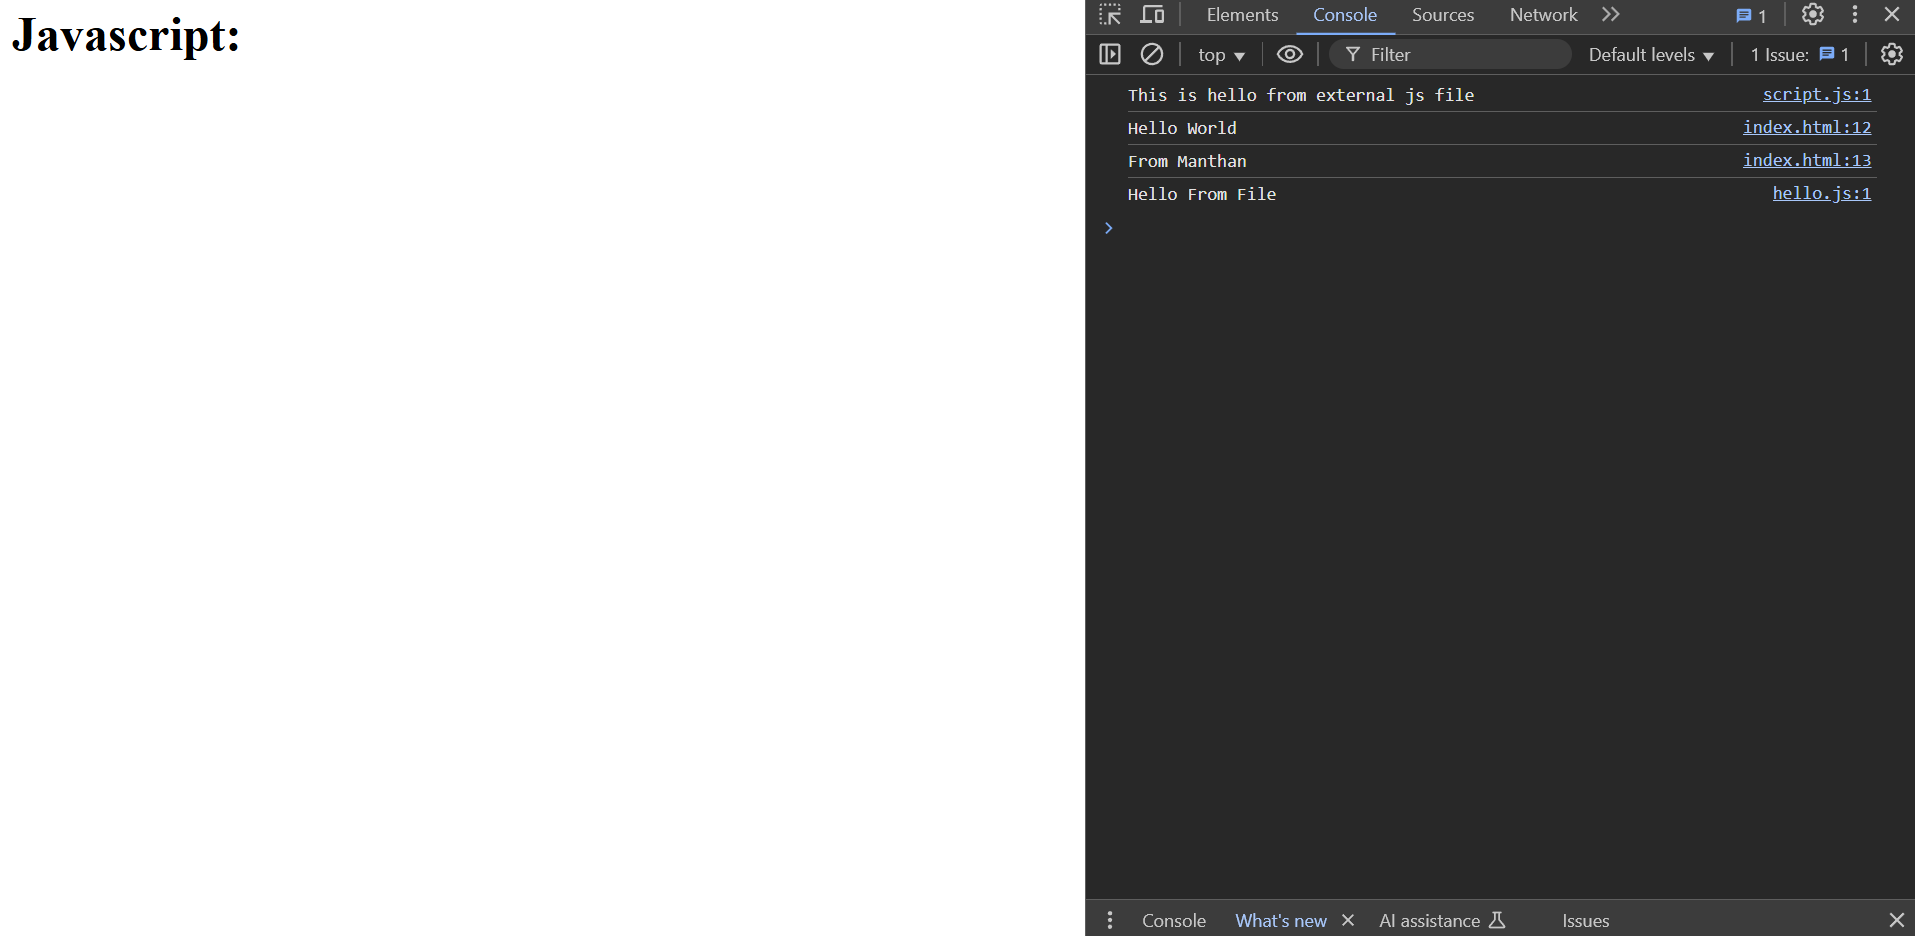 Javascript:
Elements Console Sources Network 1
top Filter Default levels 1 Issue: 1
This is hello from external js file script.js:1
Hello World index.html:12
From Manthan index.html:13
Hello From File hello.js:1
Console What's new AI assistance Issues